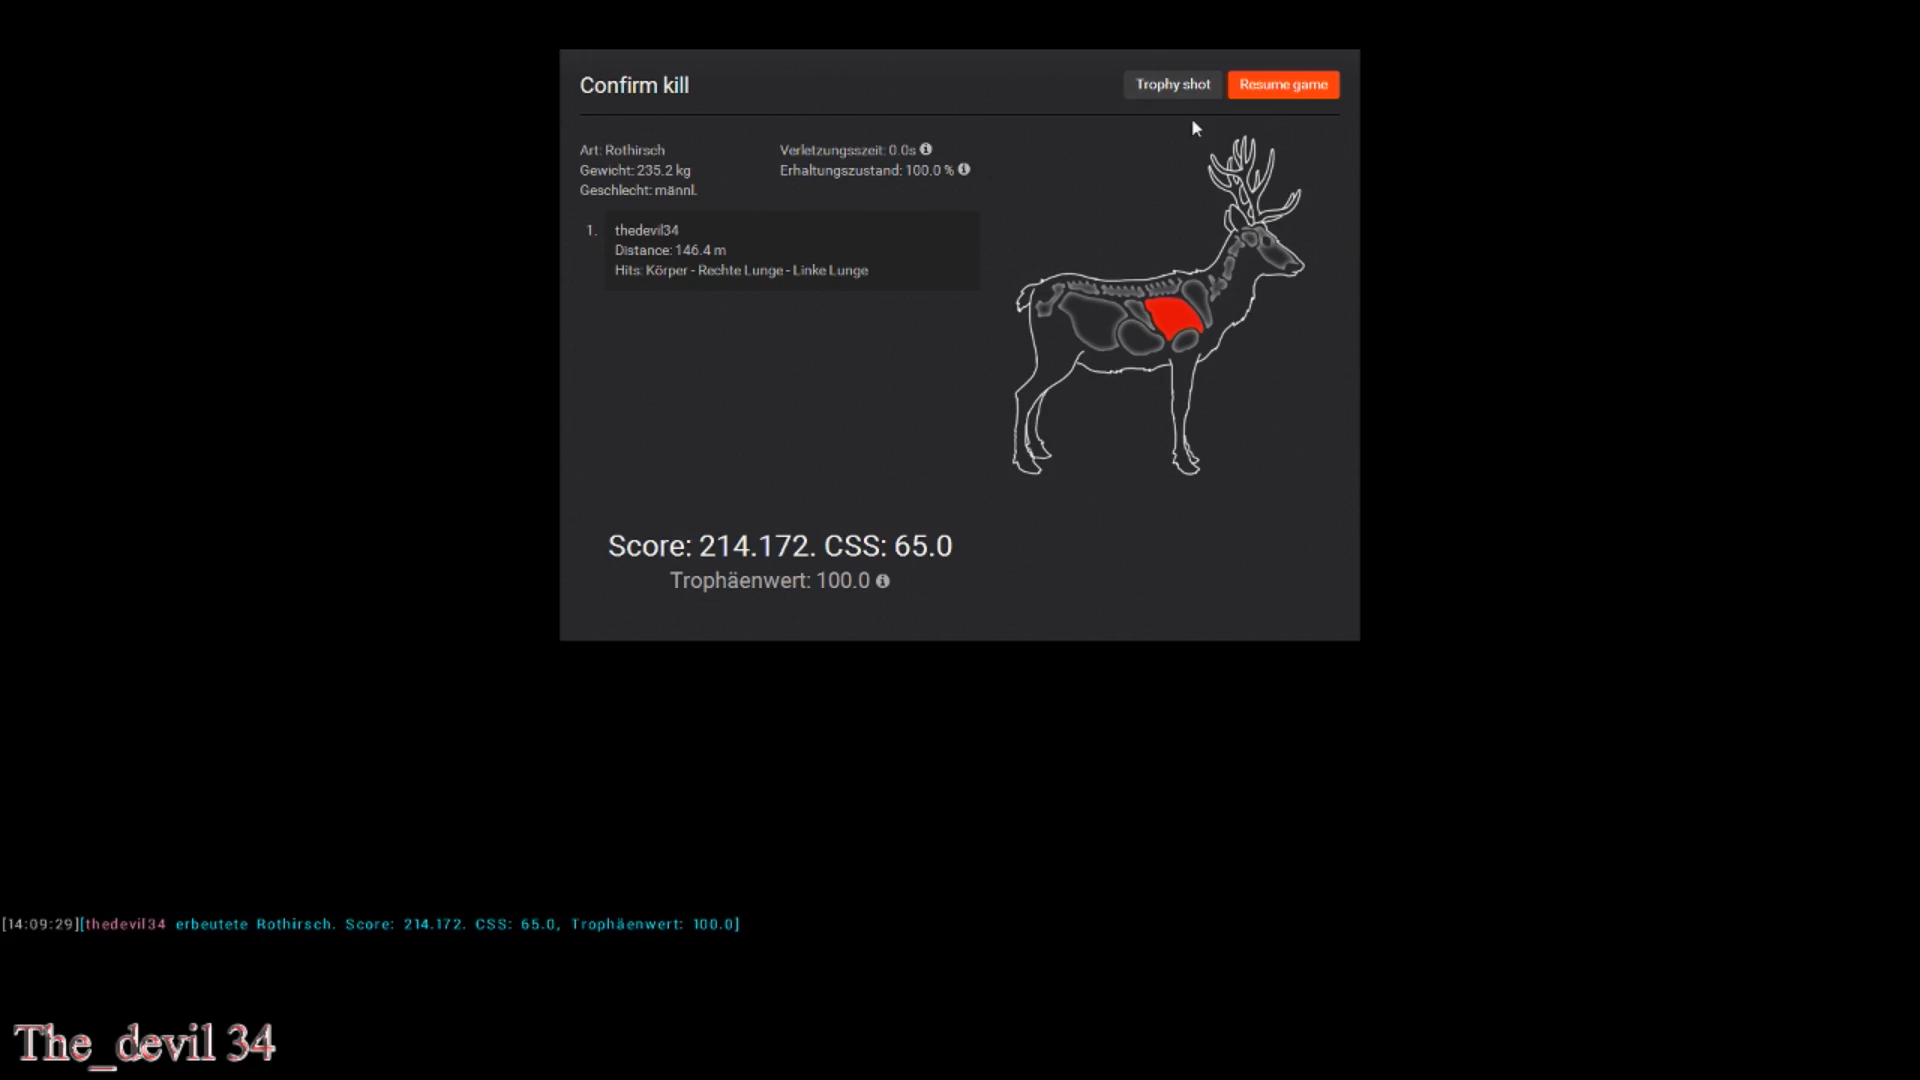 Confirm kill
Trophy shot
Resume game
Art: Rothirsch
Gewicht: 235.2 kg
Geschlecht: männl.
Verletzungsszeit: 0.0s
Erhaltungszustand: 100.0 %
1. thedevil34
Distance: 146.4 m
Hits: Körper - Rechte Lunge - Linke Lunge
Score: 214.172. CSS: 65.0
Trophäenwert: 100.0
[14:09:29][thedevil34 erbeutete Rothirsch. Score: 214.172. CSS: 65.0, Trophäenwert: 100.0]
The_devil 34